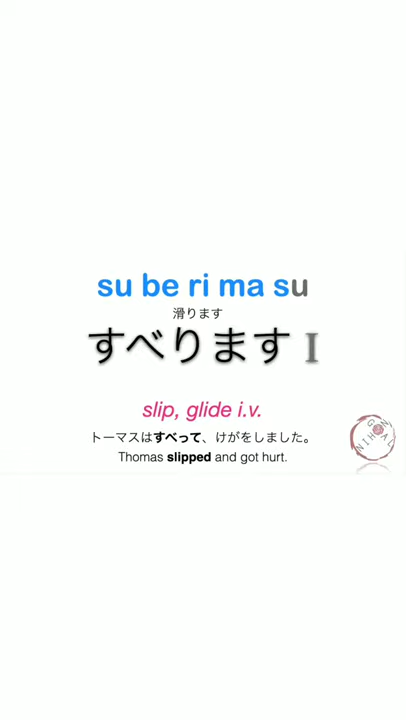 su be ri ma su
滑ります
すべります I
slip, glide i.v.
トーマスはすべって、けがをしました。
Thomas slipped and got hurt.